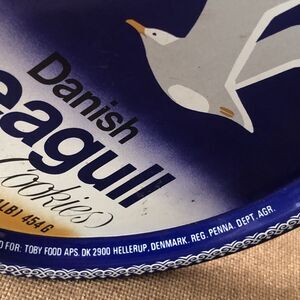 Danish
eagull
Cookies
LB) 454 G
FOR: TOBY FOOD APS. DK 2900 HELLERUP, DENMARK. REG. PENNA. DEPT. AGR.